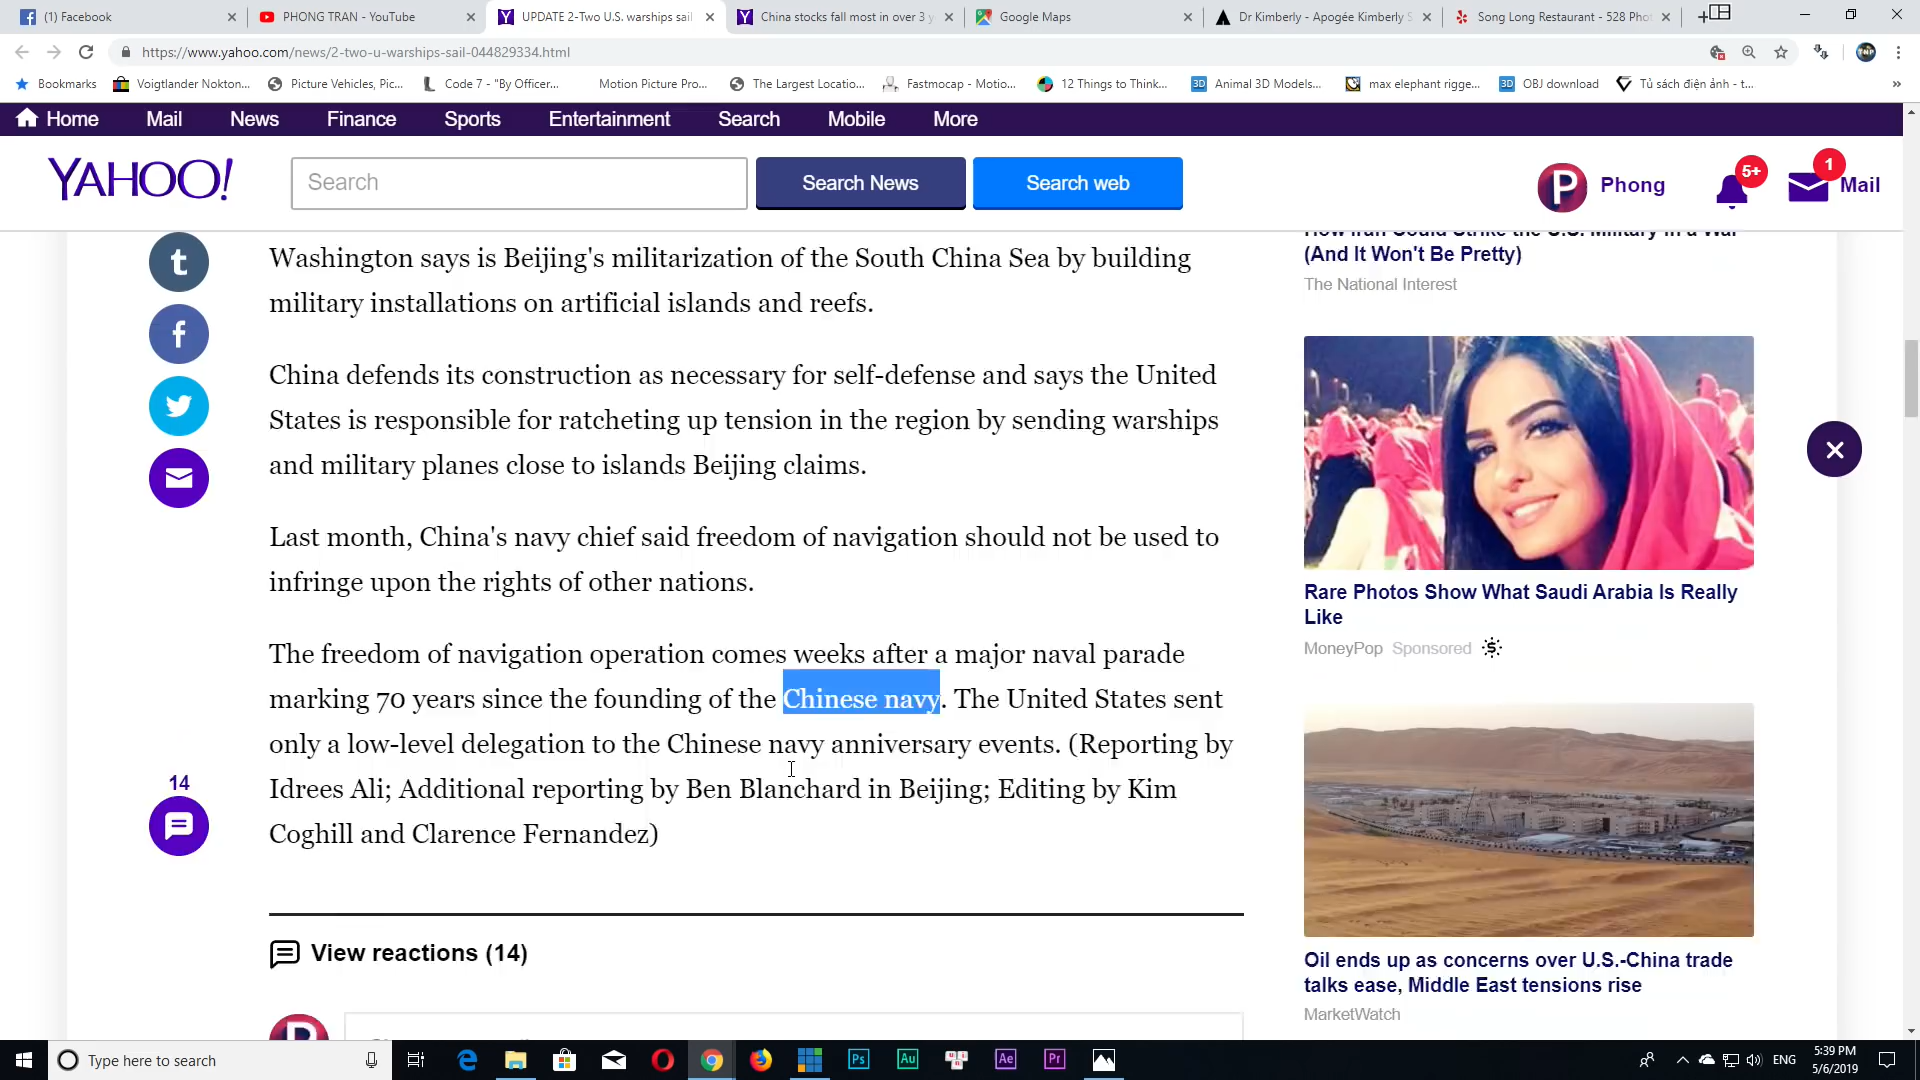 (1) Facebook
PHONG TRAN - YouTube
UPDATE 2-Two U.S. warships sail
China stocks fall most in over 3 y
Google Maps
Dr Kimberly - Apogée Kimberly S
Song Long Restaurant - 528 Phot
https://www.yahoo.com/news/2-two-u-warships-sail-044829334.html
Bookmarks
Voigtlander Nokton...
Picture Vehicles, Pic...
Code 7 - "By Officer...
Motion Picture Pro...
The Largest Locatio...
Fastmocap - Motio...
12 Things to Think...
Animal 3D Models...
max elephant rigge...
OBJ download
Tủ sách điện ảnh - t...
Home
Mail
News
Finance
Sports
Entertainment
Search
Mobile
More
YAHOO!
Search
Search News
Search web
P
Phong
5+
1
Mail
Washington says is Beijing's militarization of the South China Sea by building
military installations on artificial islands and reefs.
China defends its construction as necessary for self-defense and says the United
States is responsible for ratcheting up tension in the region by sending warships
and military planes close to islands Beijing claims.
Last month, China's navy chief said freedom of navigation should not be used to
infringe upon the rights of other nations.
The freedom of navigation operation comes weeks after a major naval parade
marking 70 years since the founding of the Chinese navy. The United States sent
only a low-level delegation to the Chinese navy anniversary events. (Reporting by
Idrees Ali; Additional reporting by Ben Blanchard in Beijing; Editing by Kim
Coghill and Clarence Fernandez)
14
View reactions (14)
How Iran Could Strike the U.S. Military in a War
(And It Won't Be Pretty)
The National Interest
Rare Photos Show What Saudi Arabia Is Really
Like
MoneyPop Sponsored
Oil ends up as concerns over U.S.-China trade
talks ease, Middle East tensions rise
MarketWatch
Type here to search
Ps
Au
Ae
Pr
ENG
5:39 PM
5/6/2019